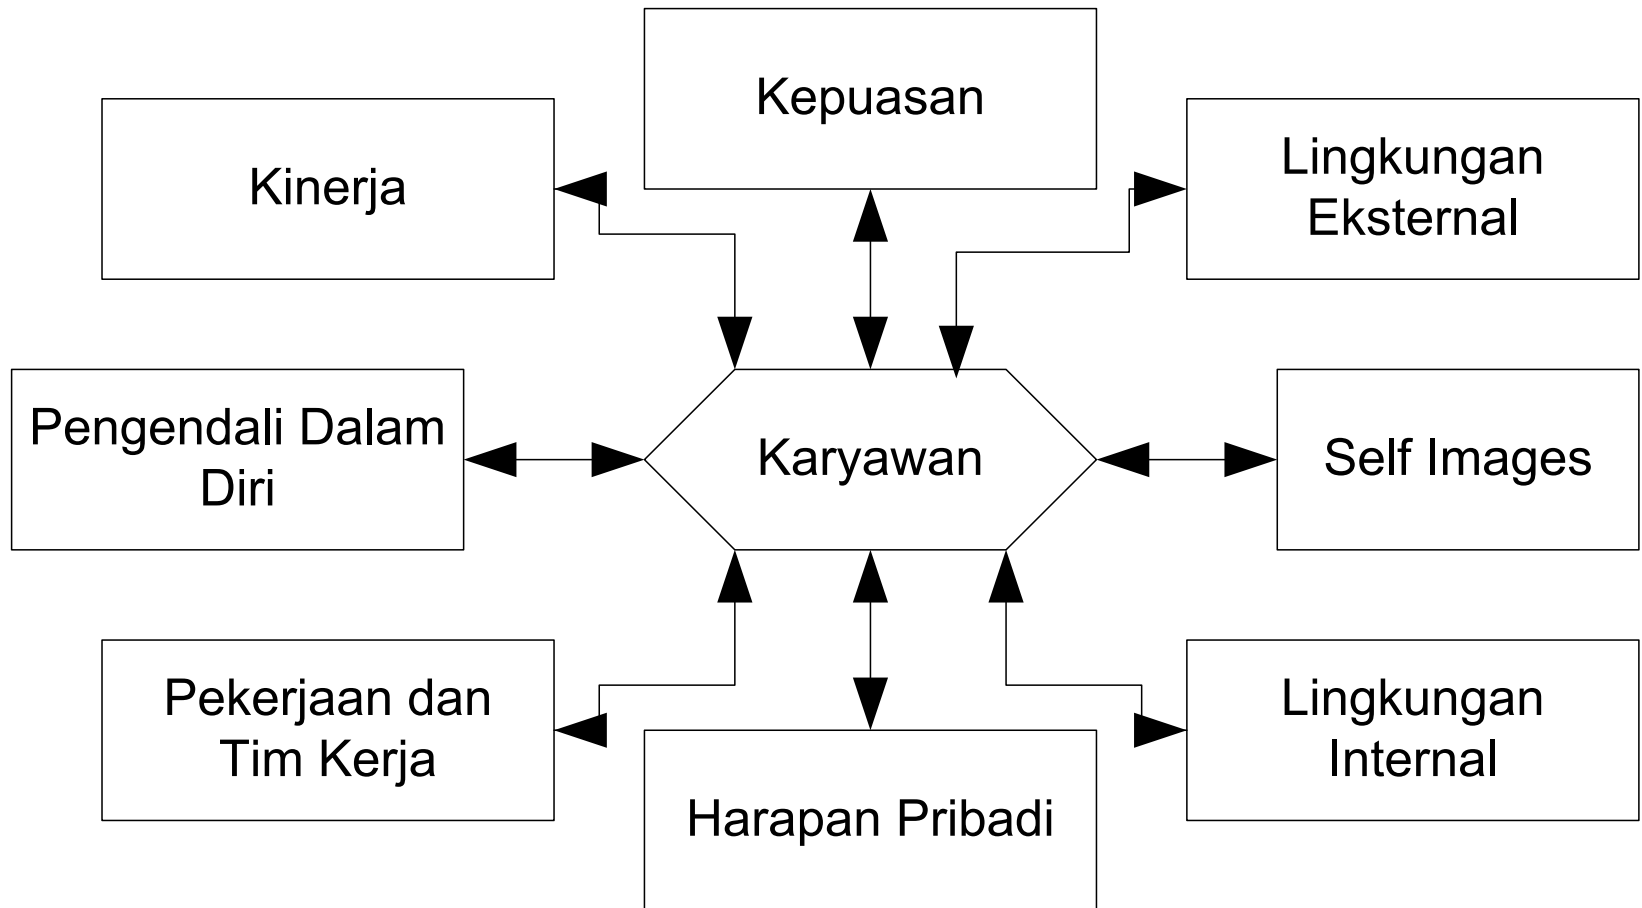 Kepuasan
Kinerja
Lingkungan
Eksternal
Pengendali Dalam
Diri
Karyawan
Self Images
Pekerjaan dan
Tim Kerja
Lingkungan
Internal
Harapan Pribadi